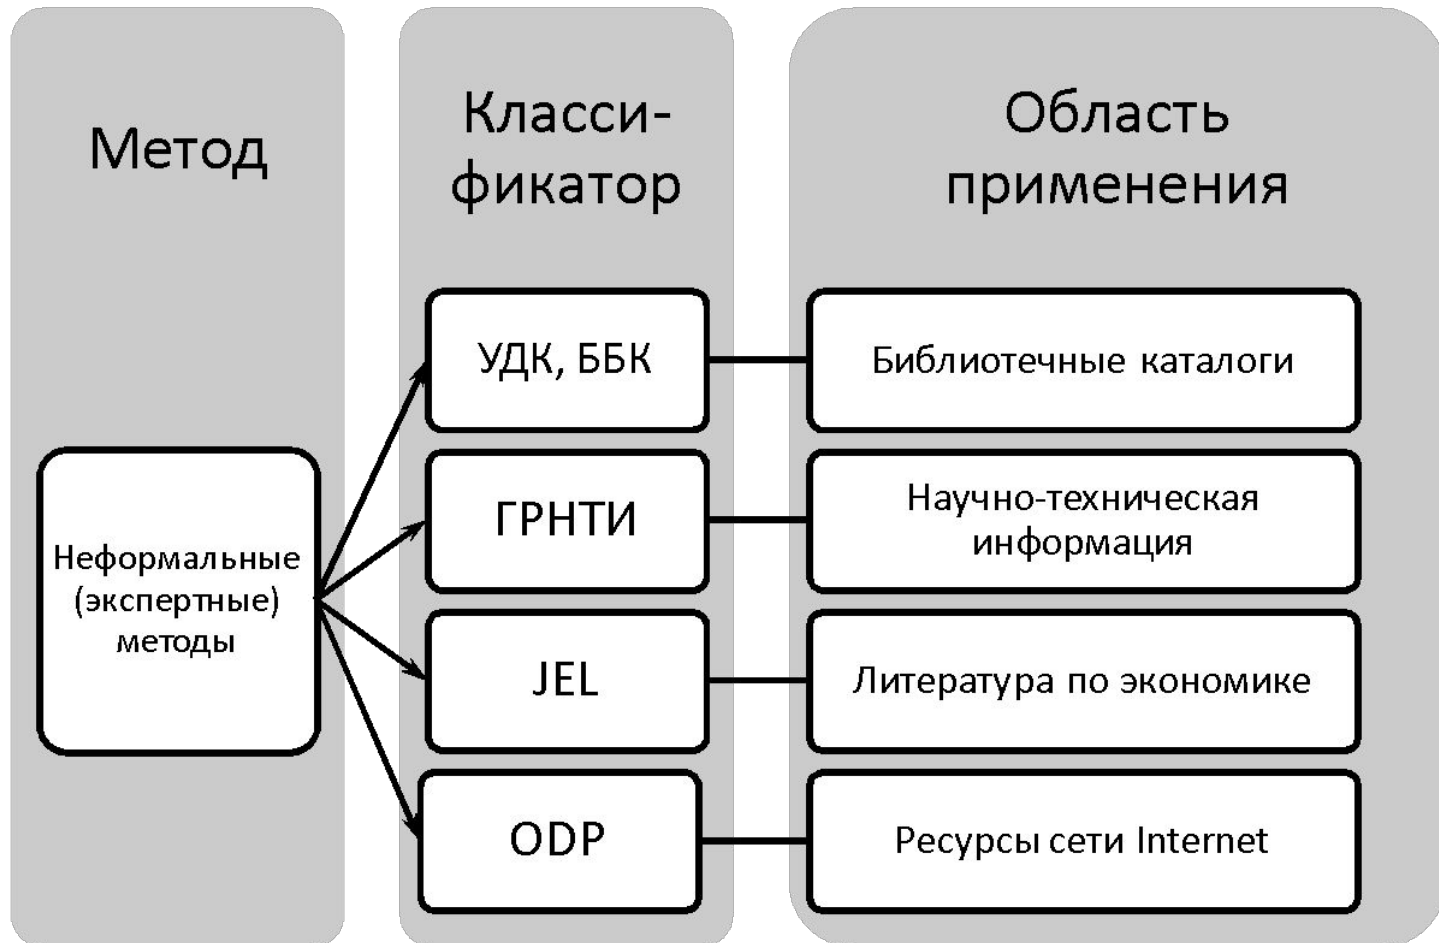 Метод
Класси-
фикатор
Область
применения
Неформальные
(экспертные)
методы
УДК, ББК
Библиотечные каталоги
ГРНТИ
Научно-техническая
информация
JEL
Литература по экономике
ODP
Ресурсы сети Internet